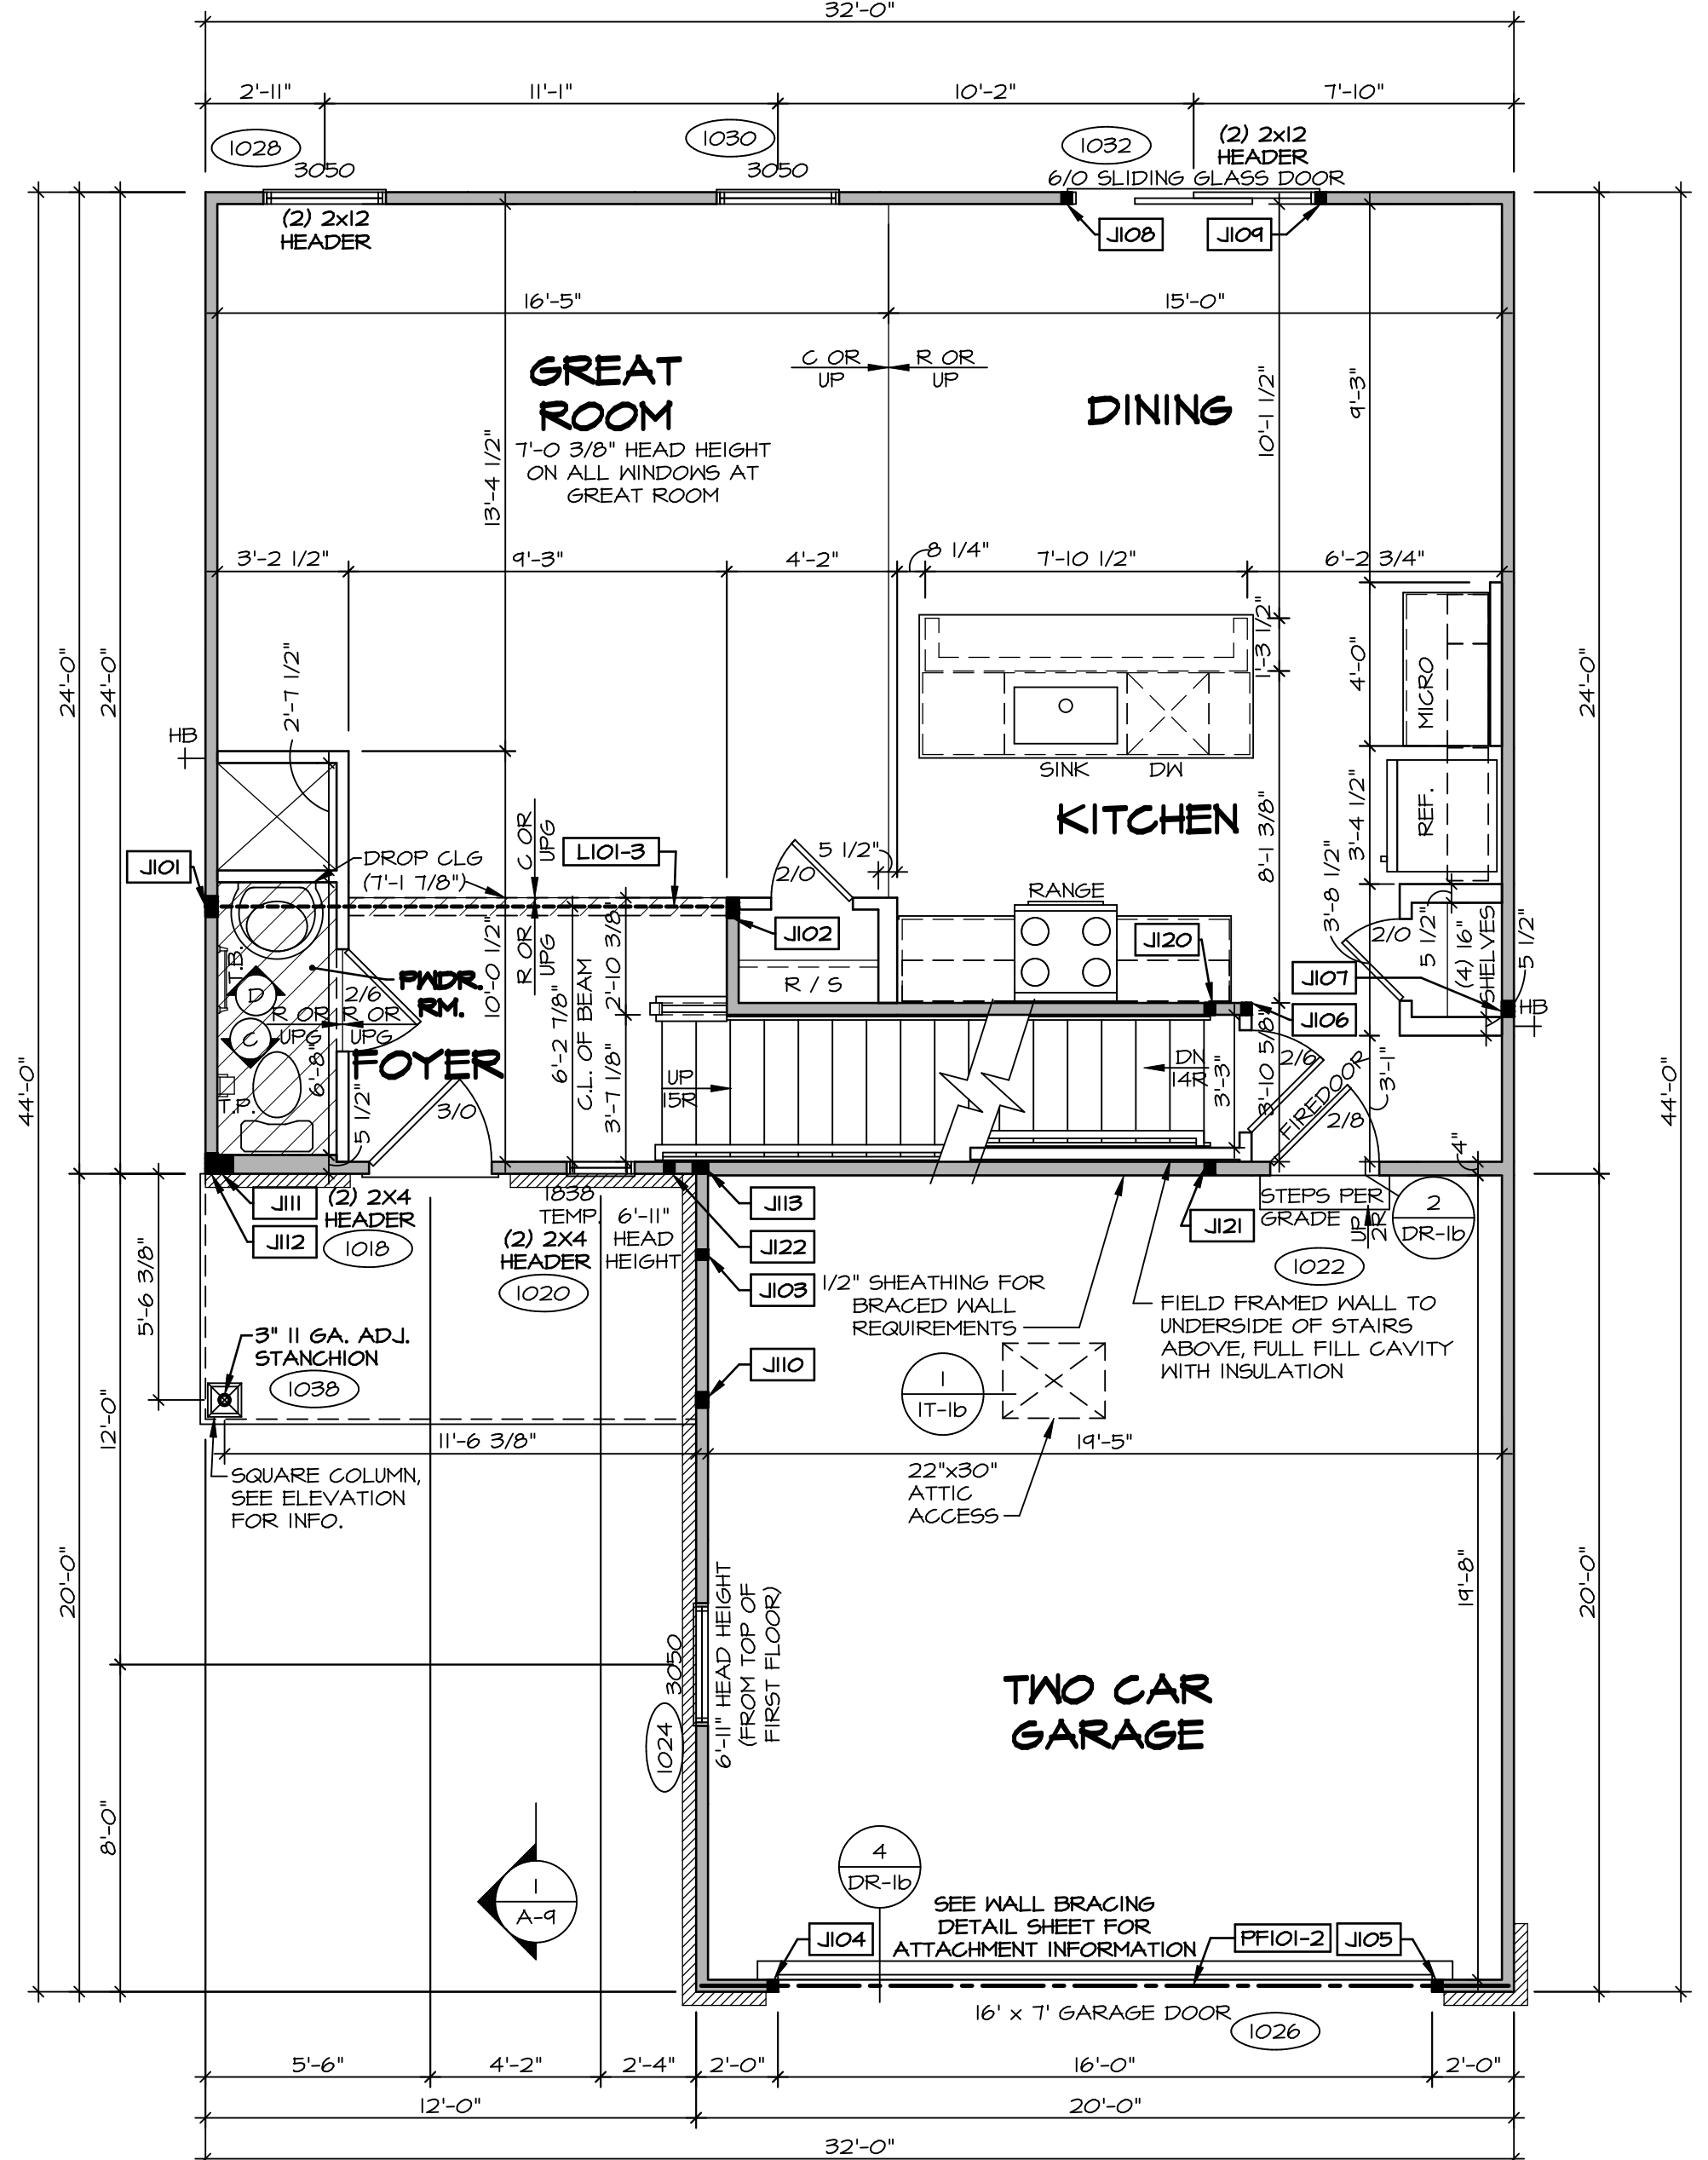 32'-0"
2'-11"
11'-1"
10'-2"
7'-10"
1028
1030
1032
(2) 2x12
HEADER
3050
3050
6/0 SLIDING GLASS DOOR
(2) 2x12
HEADER
J108
J109
16'-5"
15'-0"
GREAT
ROOM
7'-0 3/8" HEAD HEIGHT
ON ALL WINDOWS AT
GREAT ROOM
C OR
UP
R OR
UP
DINING
10'-1 1/2"
9'-3"
13'-4 1/2"
3'-2 1/2"
9'-3"
4'-2"
8 1/4"
7'-10 1/2"
6'-2 3/4"
24'-0"
24'-0"
24'-0"
2'-7 1/2"
1'-3 1/2"
4'-0"
MICRO
HB
SINK
DW
KITCHEN
REF.
3'-4 1/2"
8'-1 3/8"
J101
DROP CLG
(7'-1 7/8")
C OR
UPG
L101-3
5 1/2"
2/0
RANGE
3'-8 1/2"
R OR
UPG
J102
J120
2/0
5 1/2"
(4) 16"
SHELVES
5 1/2"
T.B.
PWDR.
RM.
10'-0 1/2"
2'-10 3/8"
R / S
J107
HB
D
2/6
6'-2 7/8"
C.L. OF BEAM
J106
R OR
UPG
R OR
UPG
C
FOYER
6'-8"
3'-7 1/8"
UP
15R
DN
14R
3'-3"
3'-10 5/8"
2/6
FIREDOOR
3'-1"
2/8
44'-0"
44'-0"
T.P.
5 1/2"
3/0
4"
J111
J112
(2) 2X4
HEADER
1018
1838
TEMP.
(2) 2X4
HEADER
1020
6'-11"
HEAD
HEIGHT
J113
J122
J103
J110
J121
STEPS PER
GRADE
UP
2R
2
DR-1b
1022
5'-6 3/8"
1/2" SHEATHING FOR
BRACED WALL
REQUIREMENTS
FIELD FRAMED WALL TO
UNDERSIDE OF STAIRS
ABOVE, FULL FILL CAVITY
WITH INSULATION
3" 11 GA. ADJ.
STANCHION
1038
1
IT-1b
12'-0"
11'-6 3/8"
19'-5"
SQUARE COLUMN,
SEE ELEVATION
FOR INFO.
22"x30"
ATTIC
ACCESS
20'-0"
20'-0"
19'-8"
3050
1024
6'-11" HEAD HEIGHT
(FROM TOP OF
FIRST FLOOR)
TWO CAR
GARAGE
8'-0"
1
A-9
4
DR-1b
SEE WALL BRACING
DETAIL SHEET FOR
ATTACHMENT INFORMATION
J104
PF101-2
J105
16' x 7' GARAGE DOOR
1026
5'-6"
4'-2"
2'-4"
2'-0"
16'-0"
2'-0"
12'-0"
20'-0"
32'-0"